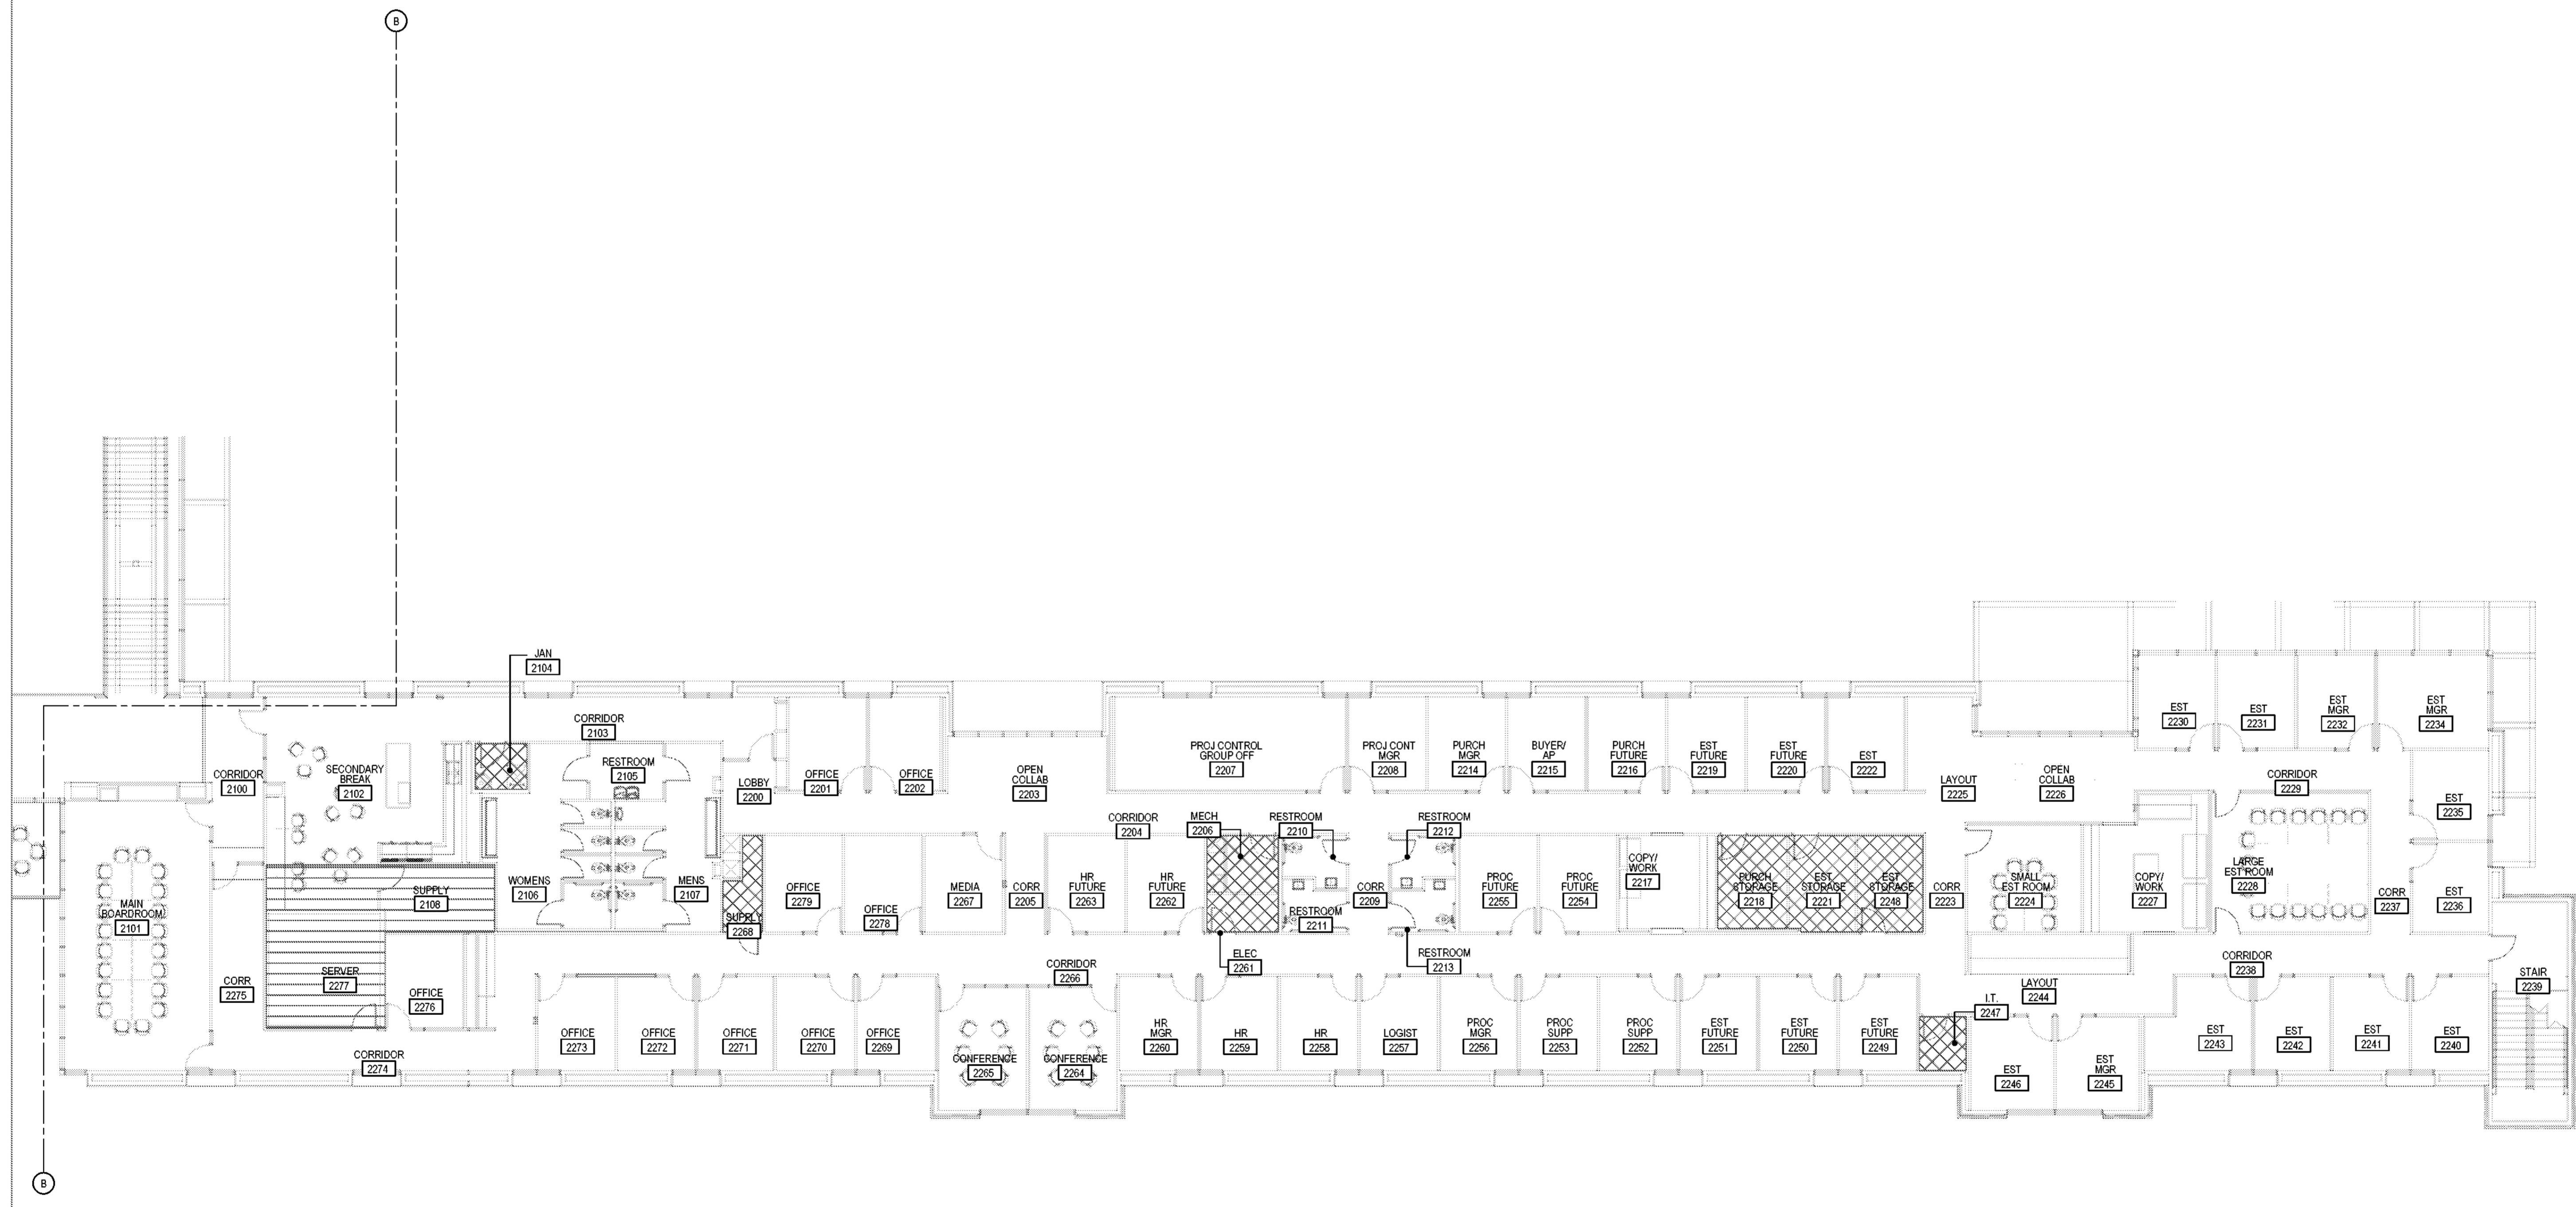 B
JAN
2104
CORRIDOR
2103
RESTROOM
2105
CORRIDOR
2100
SECONDARY
BREAK
2102
LOBBY
2200
OFFICE
2201
OFFICE
2202
OPEN
COLLAB
2203
PROJ CONTROL
GROUP OFF
2207
PROJ CONT
MGR
2208
PURCH
MGR
2214
BUYER/
AP
2215
PURCH
FUTURE
2216
EST
FUTURE
2219
EST
FUTURE
2220
EST
2222
LAYOUT
2225
OPEN
COLLAB
2226
EST
2230
EST
2231
EST
MGR
2232
EST
MGR
2234
CORRIDOR
2229
EST
2235
CORRIDOR
2204
MECH
2206
RESTROOM
2210
RESTROOM
2212
MAIN
BOARDROOM
2101
SUPPLY
2108
WOMENS
2106
MENS
2107
SUPPLY
2268
OFFICE
2279
OFFICE
2278
MEDIA
2267
CORR
2205
HR
FUTURE
2263
HR
FUTURE
2262
RESTROOM
2211
CORR
2209
PROC
FUTURE
2255
PROC
FUTURE
2254
COPY/
WORK
2217
PURCH
STORAGE
2218
EST
STORAGE
2221
EST
STORAGE
2248
CORR
2223
SMALL
EST ROOM
2224
COPY/
WORK
2227
LARGE
EST ROOM
2228
CORR
2237
EST
2236
CORR
2275
SERVER
2277
OFFICE
2276
CORRIDOR
2266
ELEC
2261
RESTROOM
2213
I.T.
2247
LAYOUT
2244
CORRIDOR
2238
STAIR
2239
CORRIDOR
2274
OFFICE
2273
OFFICE
2272
OFFICE
2271
OFFICE
2270
OFFICE
2269
CONFERENCE
2265
CONFERENCE
2264
HR
MGR
2260
HR
2259
HR
2258
LOGIST
2257
PROC
MGR
2256
PROC
SUPP
2253
PROC
SUPP
2252
EST
FUTURE
2251
EST
FUTURE
2250
EST
FUTURE
2249
EST
2246
EST
MGR
2245
EST
2243
EST
2242
EST
2241
EST
2240
B